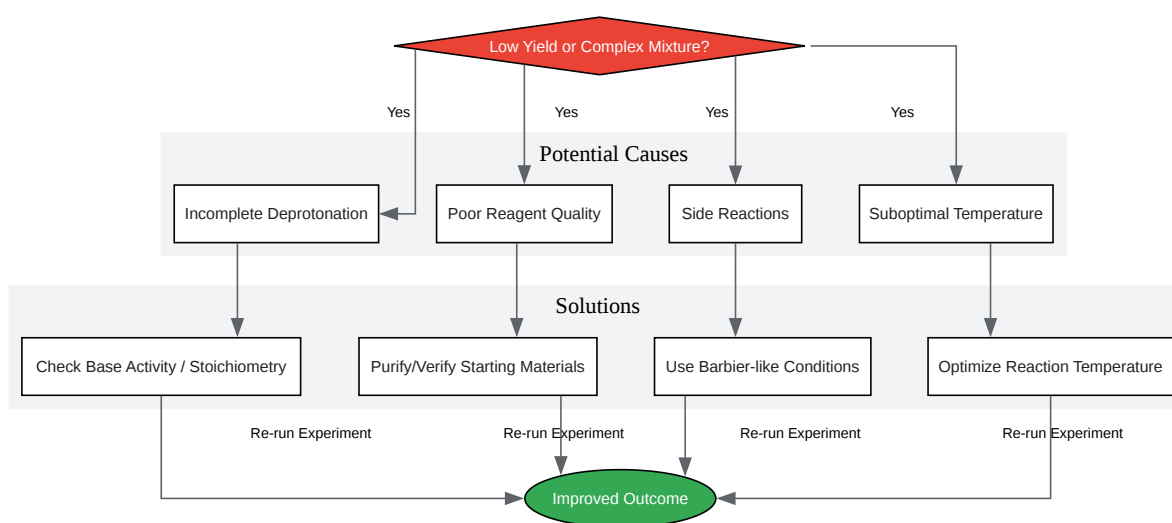 Low Yield or Complex Mixture?
Yes
Yes
Yes
Yes
Potential Causes
Incomplete Deprotonation
Poor Reagent Quality
Side Reactions
Suboptimal Temperature
Solutions
Check Base Activity / Stoichiometry
Purify/Verify Starting Materials
Use Barbier-like Conditions
Optimize Reaction Temperature
Re-run Experiment
Re-run Experiment
Re-run Experiment
Re-run Experiment
Improved Outcome